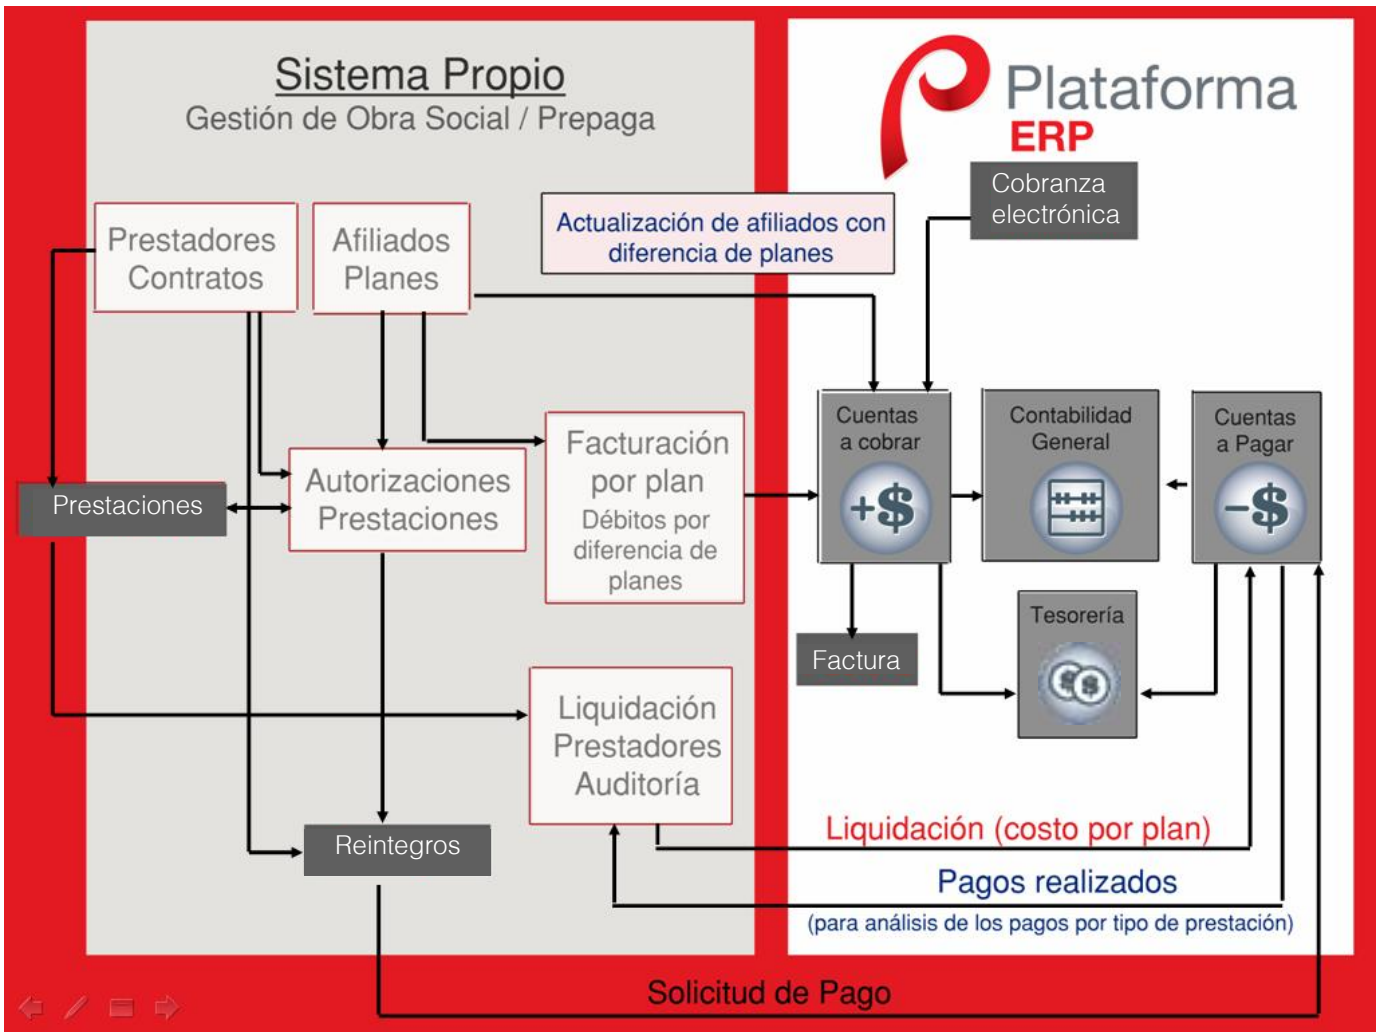 Sistema Propio
Gestión de Obra Social / Prepaga
Plataforma
ERP
Cobranza
electrónica
Actualización de afiliados con
diferencia de planes
Prestadores
Contratos
Afiliados
Planes
Cuentas
a cobrar
+$
Contabilidad
General
Cuentas
a Pagar
-$
Facturación
por plan
Débitos por
diferencia de
planes
Autorizaciones
Prestaciones
Prestaciones
Tesorería
$ $
Factura
Liquidación
Prestadores
Auditoría
Reintegros
Liquidación (costo por plan)
Pagos realizados
(para análisis de los pagos por tipo de prestación)
Solicitud de Pago